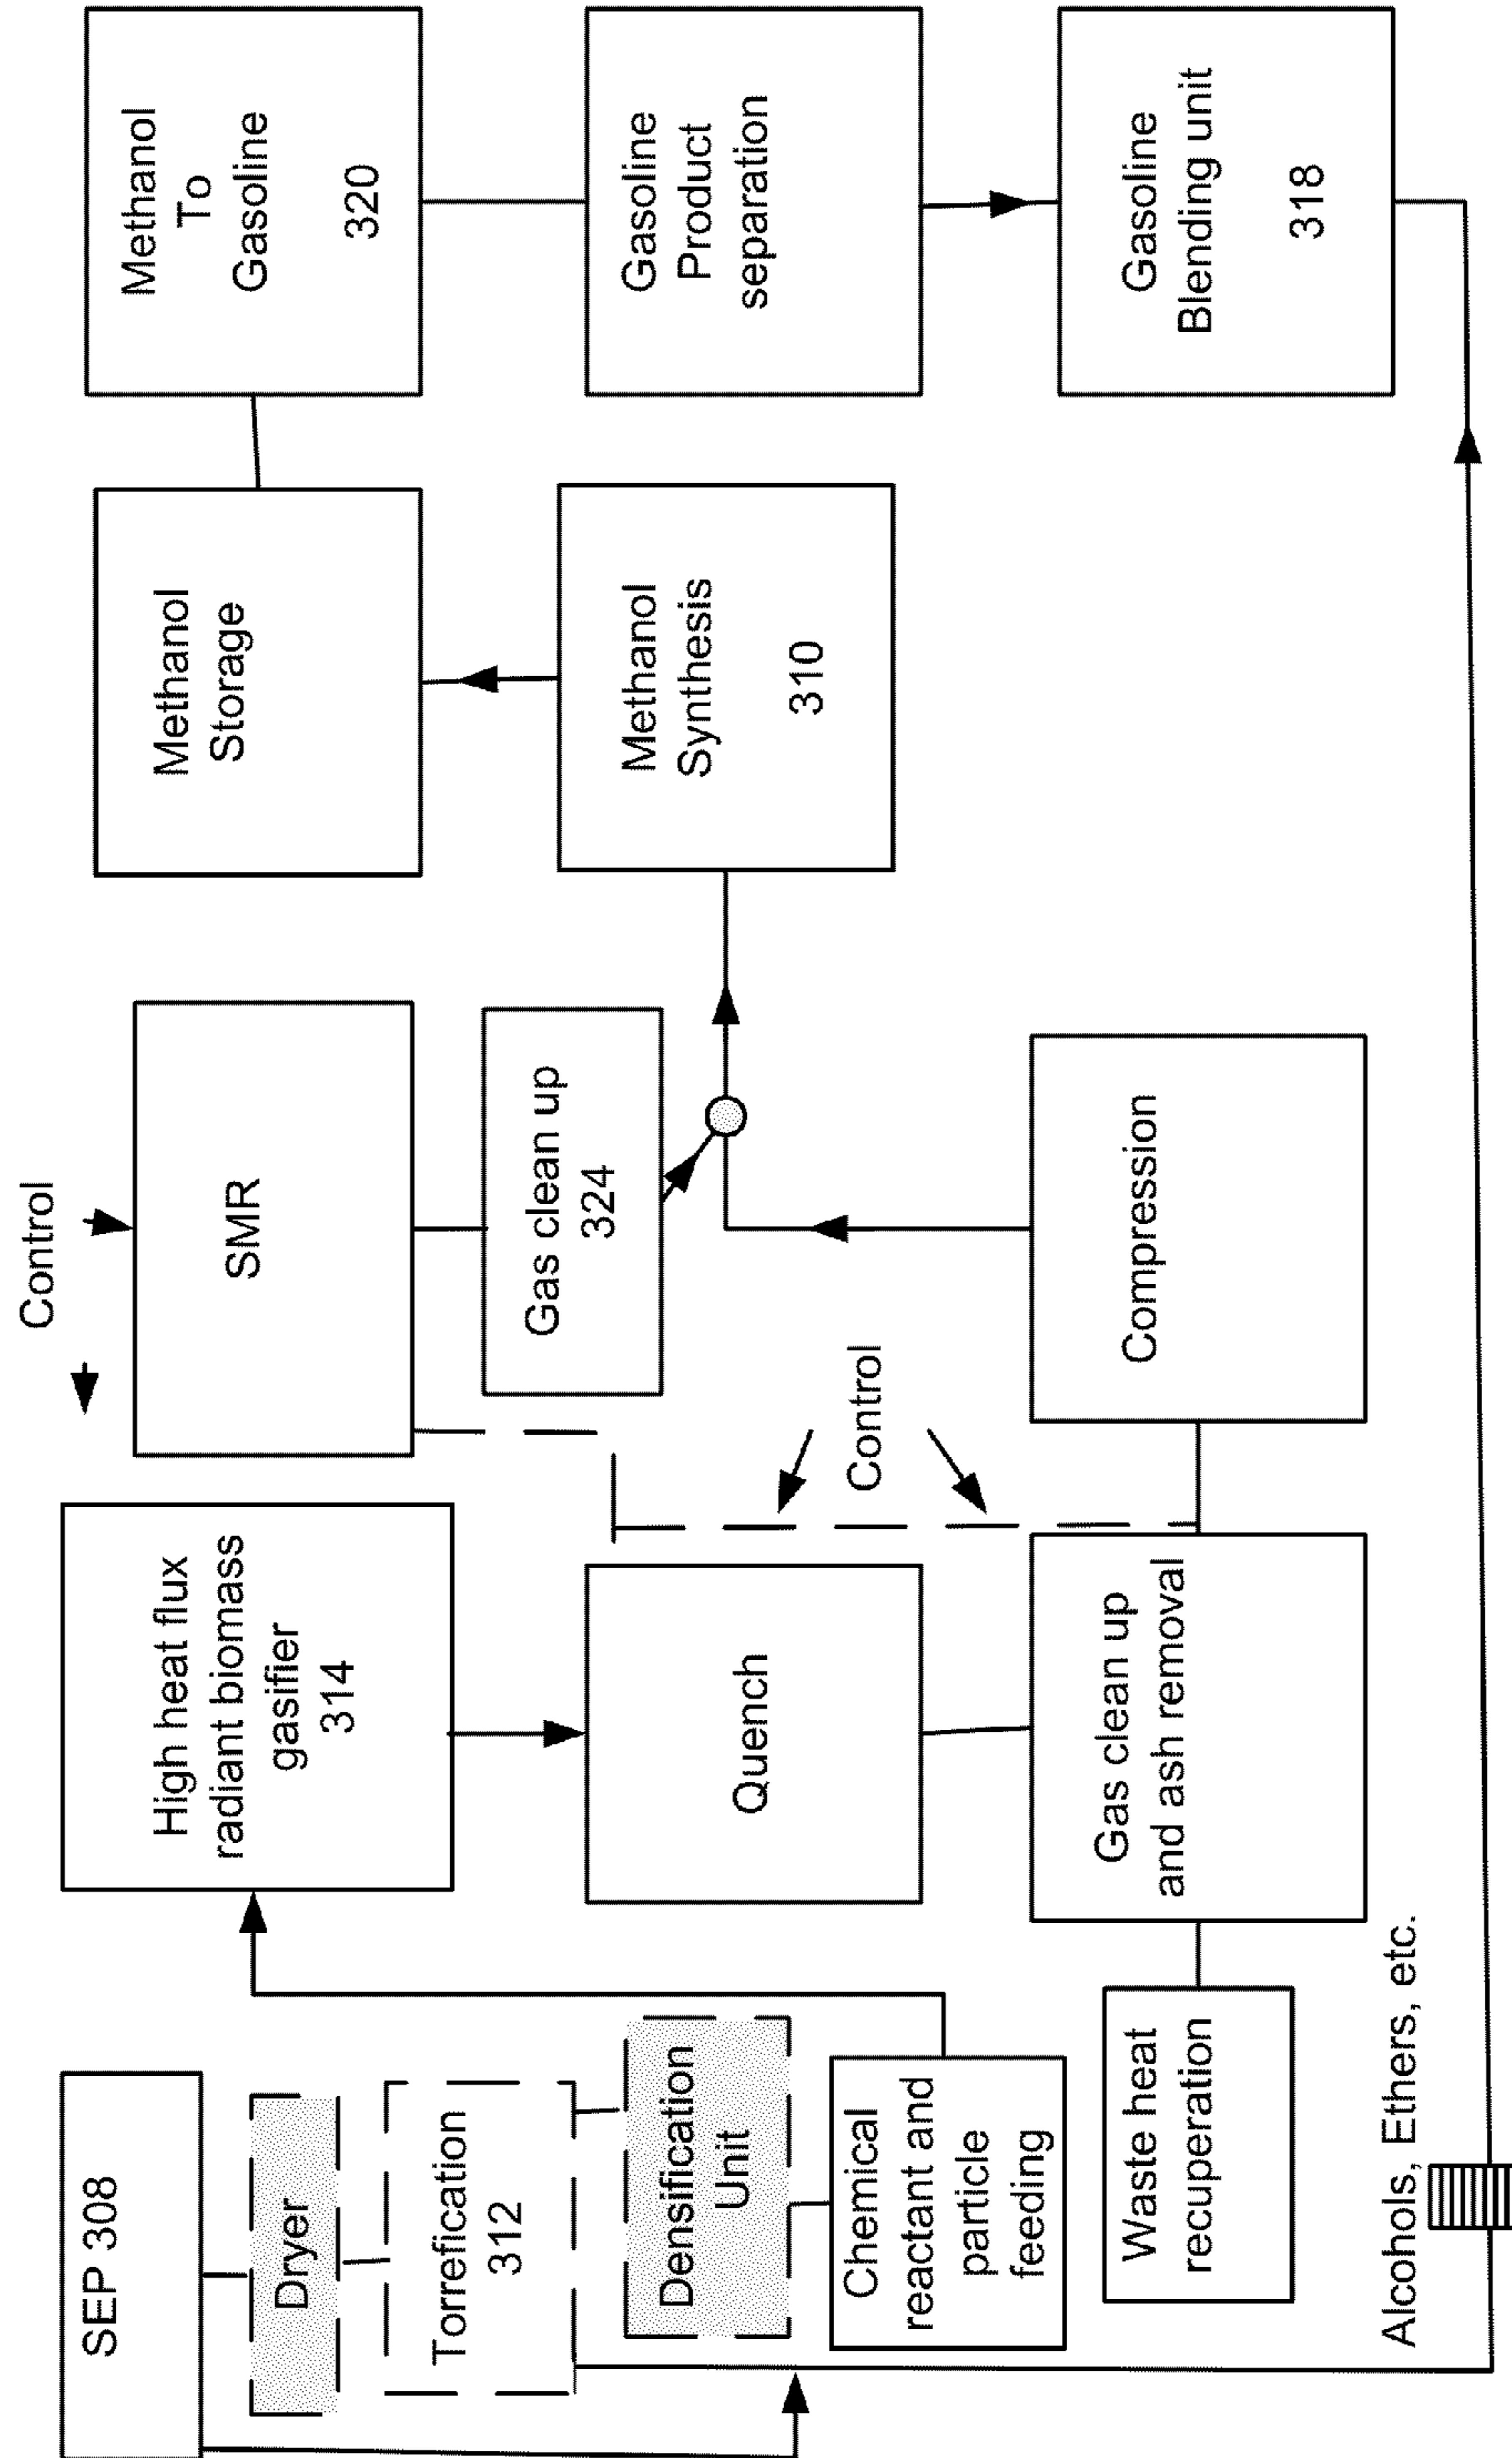 SEP 308
Dryer
Torrefication
312
Densification
Unit
Chemical
reactant and
particle
feeding
High heat flux
radiant biomass
gasifier
314
Quench
Gas clean up
and ash removal
Waste heat
recuperation
Control
SMR
Gas clean up
324
Control
Compression
Methanol
Storage
Methanol
Synthesis
310
Methanol
To
Gasoline
320
Gasoline
Product
separation
Gasoline
Blending unit
318
Alcohols, Ethers, etc.